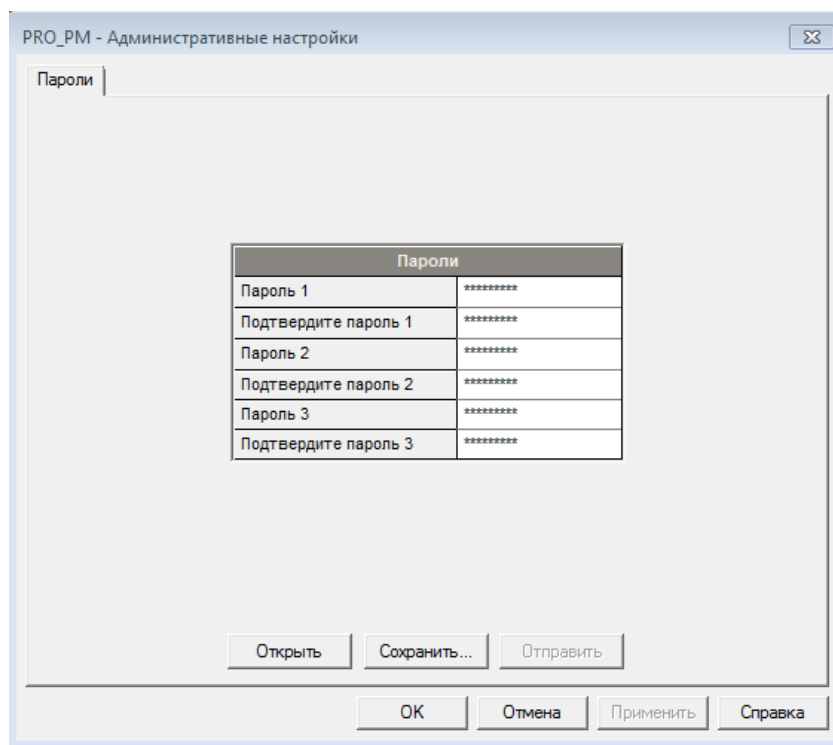 PRO_PM - Административные настройки
Пароли
Пароли
Пароль 1 *********
Подтвердите пароль 1 *********
Пароль 2 *********
Подтвердите пароль 2 *********
Пароль 3 *********
Подтвердите пароль 3 *********
Открыть Сохранить... Отправить
OK Отмена Применить Справка